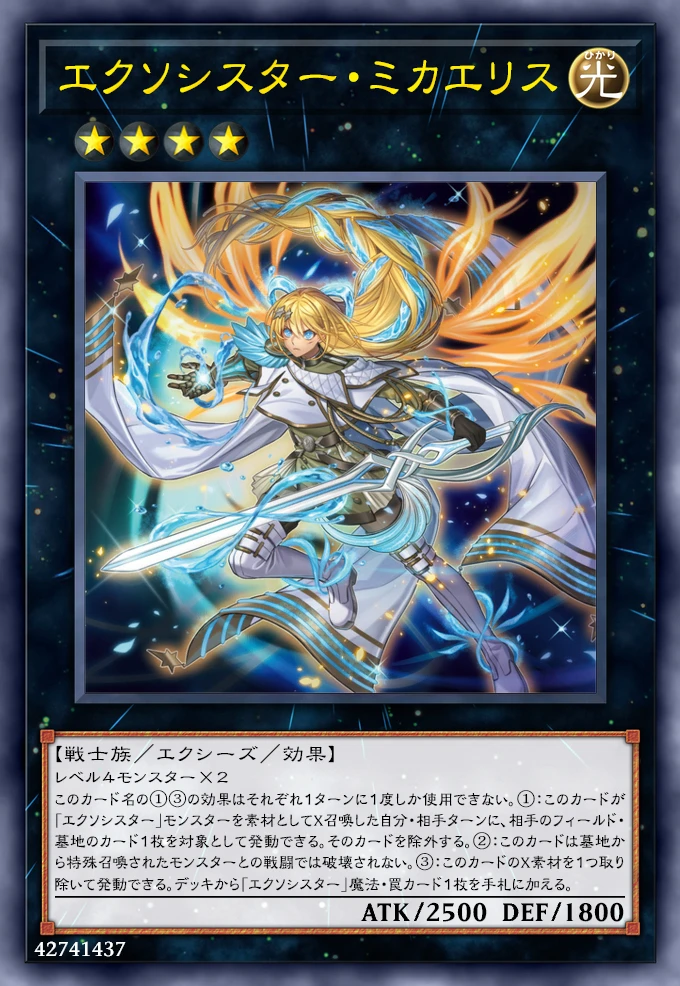 エクソシスター・ミカエリス
ひかり
光
【戦士族／エクシーズ／効果】
レベル４モンスター×２
このカード名の①③の効果はそれぞれ1ターンに1度しか使用できない。①：このカードが
「エクソシスター」モンスターを素材としてX召喚した自分・相手ターンに、相手のフィールド・
墓地のカード1枚を対象として発動できる。そのカードを除外する。②：このカードは墓地か
ら特殊召喚されたモンスターとの戦闘では破壊されない。③：このカードのX素材を1つ取り
除いて発動できる。デッキから「エクソシスター」魔法・罠カード1枚を手札に加える。
ATK/2500 DEF/1800
42741437